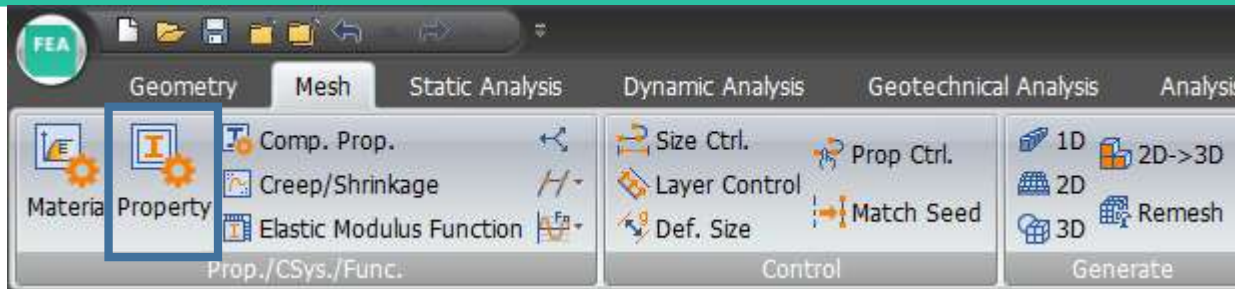 FEA
Geometry Mesh Static Analysis Dynamic Analysis Geotechnical Analysis Analysis
Materia Property
Comp. Prop.
Creep/Shrinkage
Elastic Modulus Function
Prop./CSys./Func.
Size Ctrl.
Layer Control
Def. Size
Prop Ctrl.
Match Seed
Control
1D
2D
3D
2D->3D
Remesh
Generate